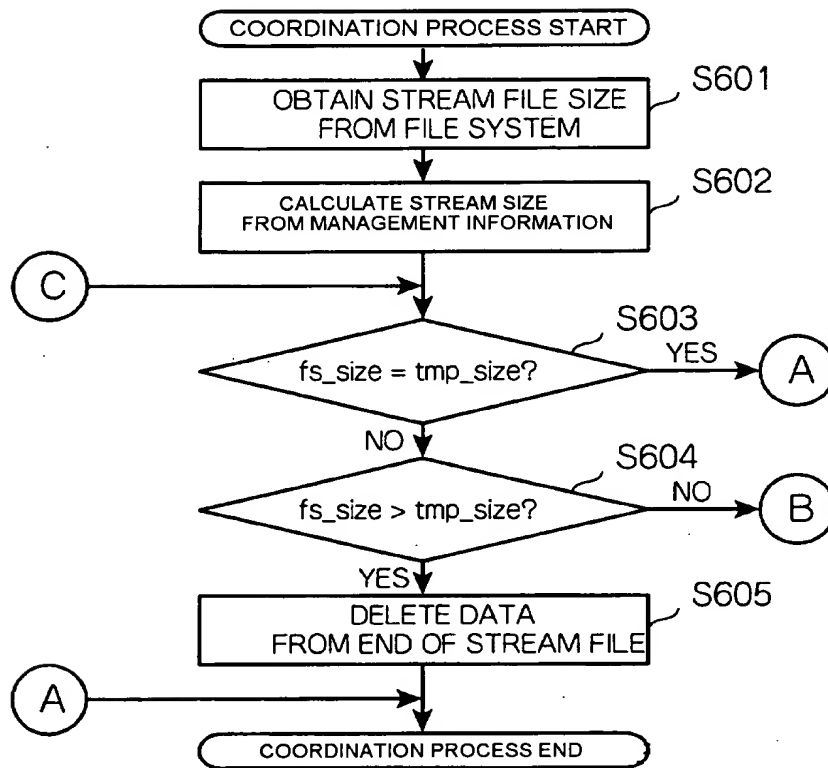 COORDINATION PROCESS START
S601
OBTAIN STREAM FILE SIZE
FROM FILE SYSTEM
S602
CALCULATE STREAM SIZE
FROM MANAGEMENT INFORMATION
C
S603
fs_size = tmp_size?
YES
A
NO
S604
fs_size > tmp_size?
NO
B
YES
S605
DELETE DATA
FROM END OF STREAM FILE
A
COORDINATION PROCESS END